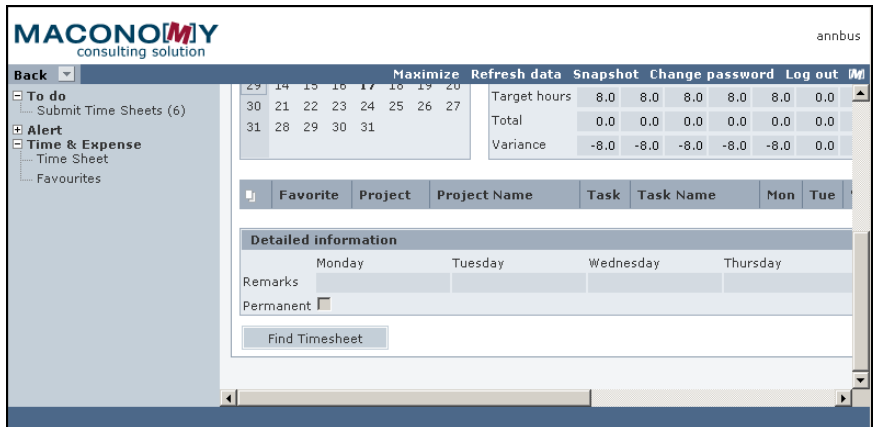 MACONO[M]Y
consulting solution
annbus
Back
Maximize Refresh data Snapshot Change password Log out [M]
To do
Submit Time Sheets (6)
Alert
Time & Expense
Time Sheet
Favourites
29 14 15 16 17 18 19 20
30 21 22 23 24 25 26 27
31 28 29 30 31
Target hours 8.0 8.0 8.0 8.0 8.0 0.0
Total 0.0 0.0 0.0 0.0 0.0 0.0
Variance -8.0 -8.0 -8.0 -8.0 -8.0 0.0
Favorite Project Project Name Task Task Name Mon Tue
Detailed information
Monday Tuesday Wednesday Thursday
Remarks
Permanent
Find Timesheet